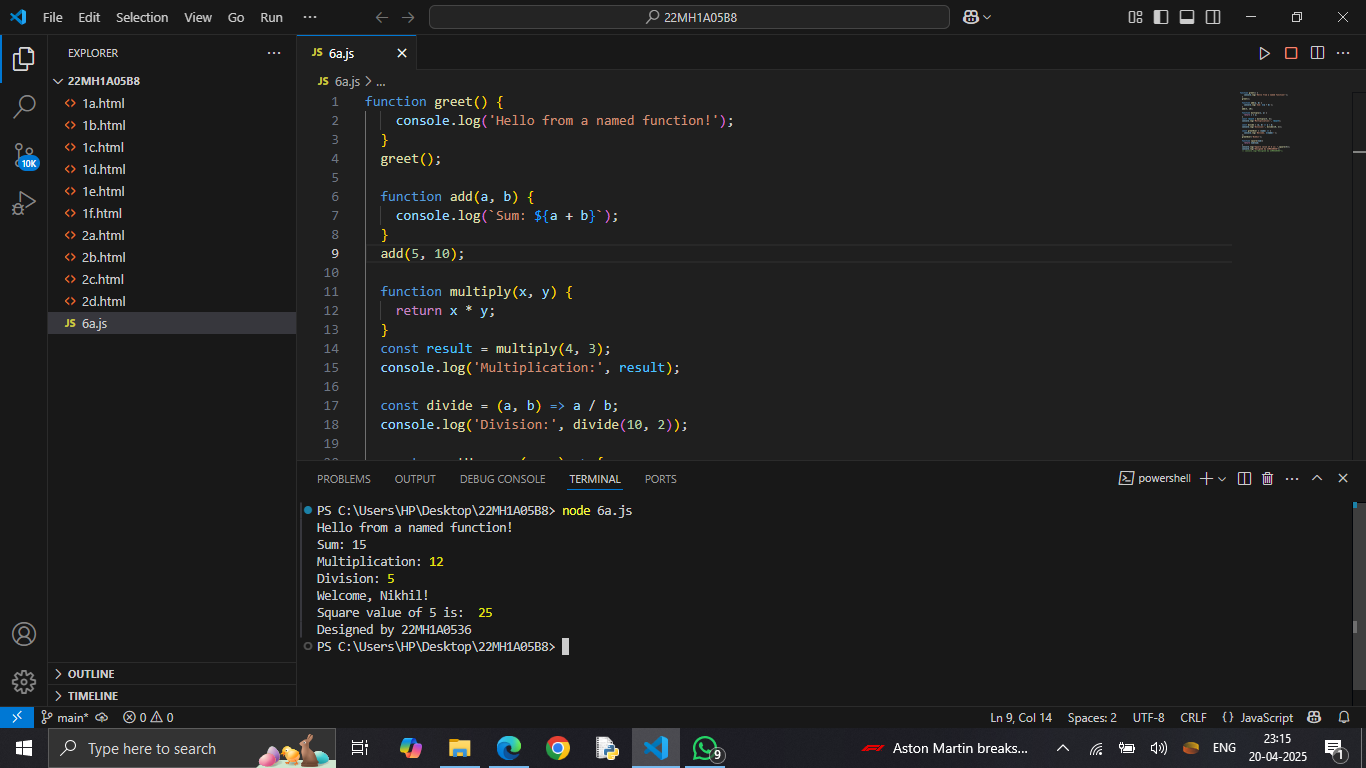 File Edit Selection View Go Run ··· 22MH1A05B8
EXPLORER ···
22MH1A05B8
1a.html
1b.html
1c.html
1d.html
1e.html
1f.html
2a.html
2b.html
2c.html
2d.html
JS 6a.js
OUTLINE
TIMELINE
10K
JS 6a.js
JS 6a.js > ...
1 function greet() {
2 console.log('Hello from a named function!');
3 }
4 greet();
5
6 function add(a, b) {
7 console.log(`Sum: ${a + b}`);
8 }
9 add(5, 10);
10
11 function multiply(x, y) {
12 return x * y;
13 }
14 const result = multiply(4, 3);
15 console.log('Multiplication:', result);
16
17 const divide = (a, b) => a / b;
18 console.log('Division:', divide(10, 2));
19
PROBLEMS OUTPUT DEBUG CONSOLE TERMINAL PORTS powershell
PS C:\Users\HP\Desktop\22MH1A05B8> node 6a.js
Hello from a named function!
Sum: 15
Multiplication: 12
Division: 5
Welcome, Nikhil!
Square value of 5 is:  25
Designed by 22MH1A0536
PS C:\Users\HP\Desktop\22MH1A05B8>
main* 0 0 Ln 9, Col 14 Spaces: 2 UTF-8 CRLF {} JavaScript
Type here to search 9 Aston Martin breaks... ENG 23:15
20-04-2025 1